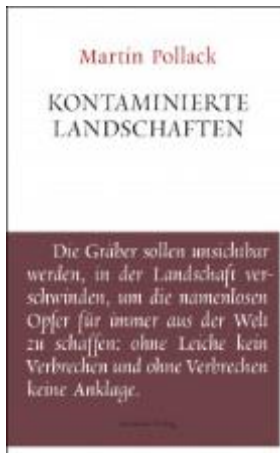 Martin Pollack
KONTAMINIERTE
LANDSCHAFTEN
Die Gräber sollen unsichtbar
werden, in der Landschaft ver-
schwinden, um die namenlosen
Opfer für immer aus der Welt
zu schaffen: ohne Leiche kein
Verbrechen und ohne Verbrechen
keine Anklage.